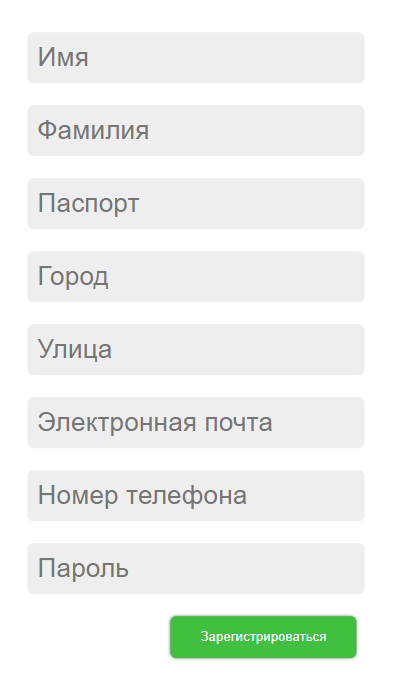 Имя
Фамилия
Паспорт
Город
Улица
Электронная почта
Номер телефона
Пароль
Зарегистрироваться